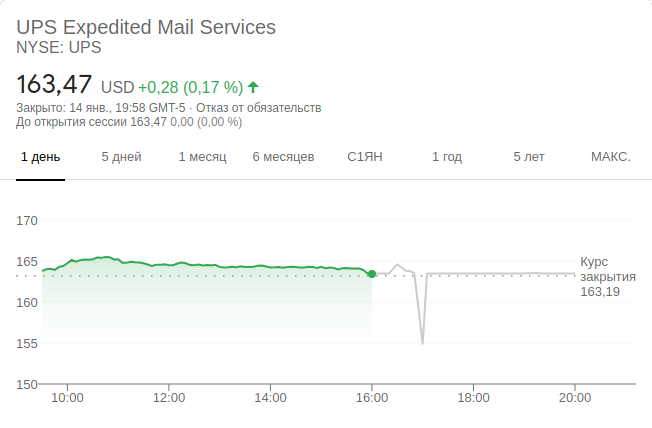 UPS Expedited Mail Services
NYSE: UPS
163,47 USD +0,28 (0,17 %)
Закрыто: 14 янв., 19:58 GMT-5 · Отказ от обязательств
До открытия сессии 163,47 0,00 (0,00 %)
1 день 5 дней 1 месяц 6 месяцев С1ЯН 1 год 5 лет МАКС.
170
165
160
155
150
Курс
закрытия
163,19
10:00 12:00 14:00 16:00 18:00 20:00